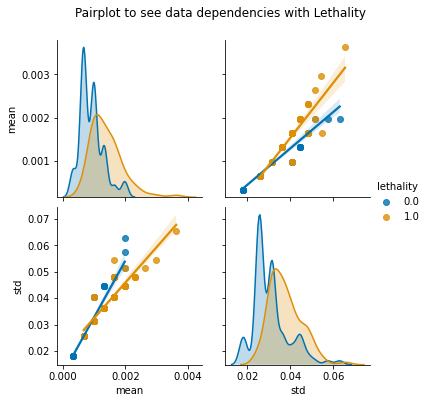 Pairplot to see data dependencies with Lethality
0.003
mean
0.002
0.001
lethality
0.0
1.0
0.07
0.06
0.05
std
0.04
0.03
0.02
0.000 0.002 0.004 0.02 0.04 0.06
mean std